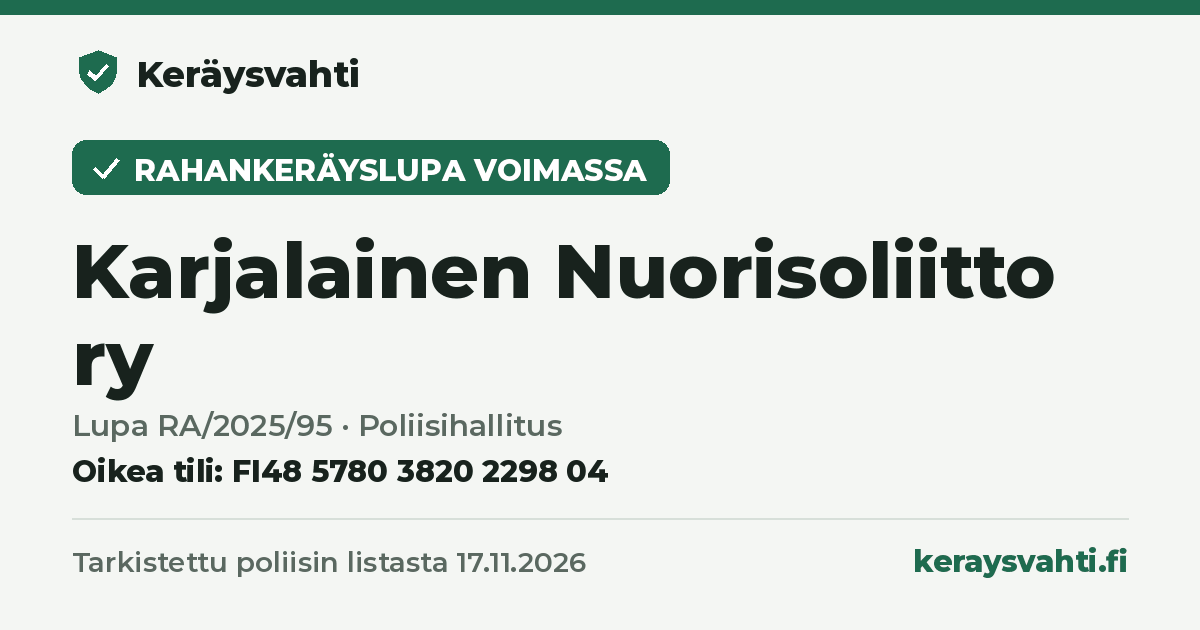 Keräysvahti
RAHANKERÄYSLUPA VOIMASSA
Karjalainen Nuorisoliitto
ry
Lupa RA/2025/95 · Poliisihallitus
Oikea tili: FI48 5780 3820 2298 04
Tarkistettu poliisin listasta 17.11.2026
keraysvahti.fi